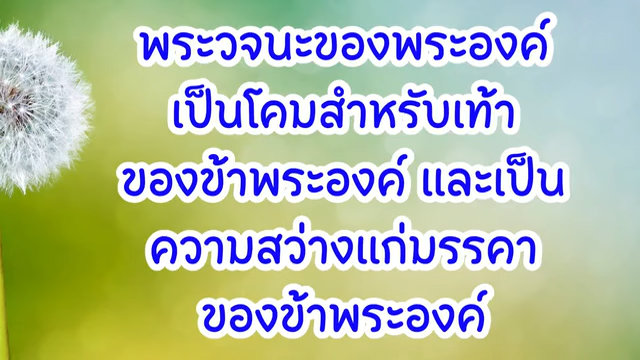 พระวจนะของพระองค์
เป็นโคมสำหรับเท้า
ของข้าพระองค์ และเป็น
ความสว่างแก่มรรคา
ของข้าพระองค์